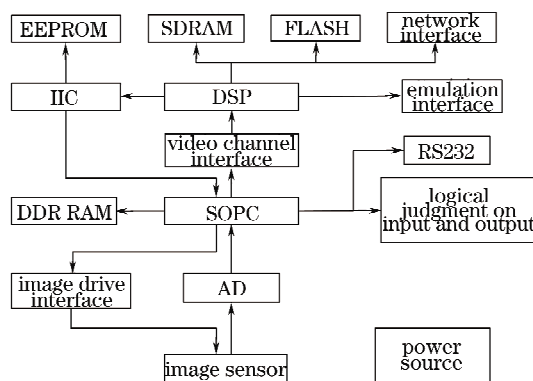 EEPROM
SDRAM
FLASH
network
interface
IIC
DSP
emulation
interface
video channel
interface
RS232
DDR RAM
SOPC
logical
judgment on
input and output
image drive
interface
AD
image sensor
power
source